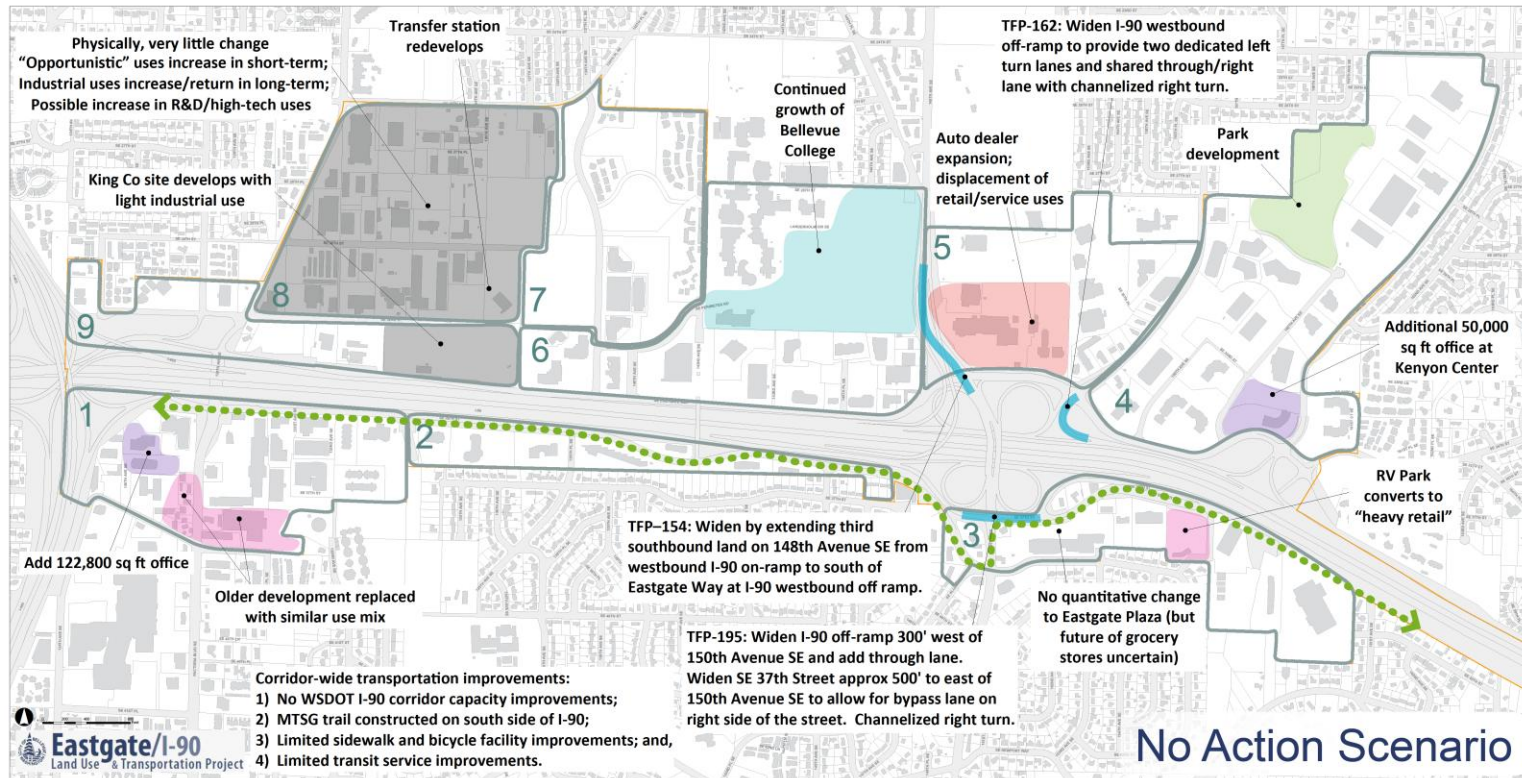 Physically, very little change
“Opportunistic” uses increase in short-term;
Industrial uses increase/return in long-term;
Possible increase in R&D/high-tech uses
Transfer station
redevelops
King Co site develops with
light industrial use
Continued
growth of
Bellevue
College
TFP-162: Widen I-90 westbound
off-ramp to provide two dedicated left
turn lanes and shared through/right
lane with channelized right turn.
Auto dealer
expansion;
displacement of
retail/service uses
Park
development
Additional 50,000
sq ft office at
Kenyon Center
9
8
7
6
5
4
1
2
3
Add 122,800 sq ft office
Older development replaced
with similar use mix
TFP–154: Widen by extending third
southbound land on 148th Avenue SE from
westbound I-90 on-ramp to south of
Eastgate Way at I-90 westbound off ramp.
TFP-195: Widen I-90 off-ramp 300' west of
150th Avenue SE and add through lane.
Widen SE 37th Street approx 500' to east of
150th Avenue SE to allow for bypass lane on
right side of the street.  Channelized right turn.
No quantitative change
to Eastgate Plaza (but
future of grocery
stores uncertain)
RV Park
converts to
“heavy retail”
Corridor-wide transportation improvements:
1) No WSDOT I-90 corridor capacity improvements;
2) MTSG trail constructed on south side of I-90;
3) Limited sidewalk and bicycle facility improvements; and,
4) Limited transit service improvements.
Eastgate/I-90
Land Use & Transportation Project
No Action Scenario